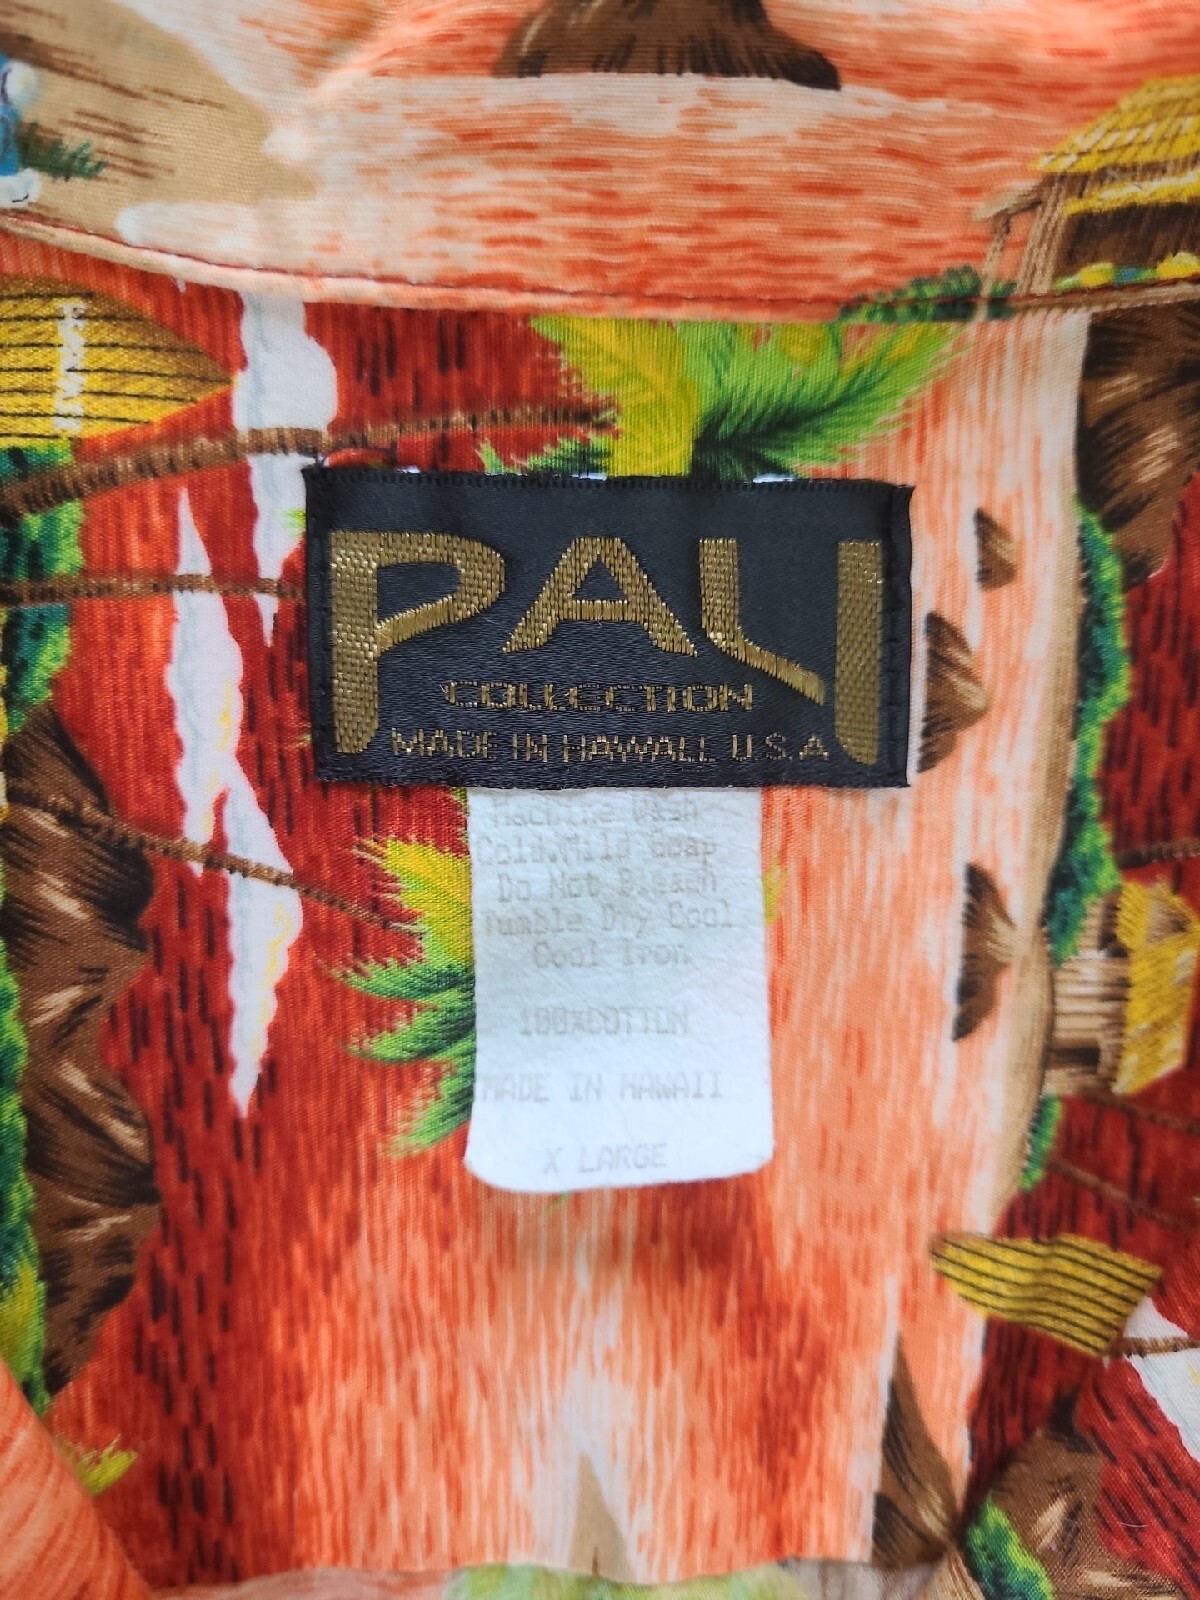 PALI
COLLECTION
MADE IN HAWAII, U.S.A
Machine Wash
Cold.Mild Soap
Do Not Bleach
Tumble Dry Cool
Cool Iron
100%COTTON
MADE IN HAWAII
X LARGE